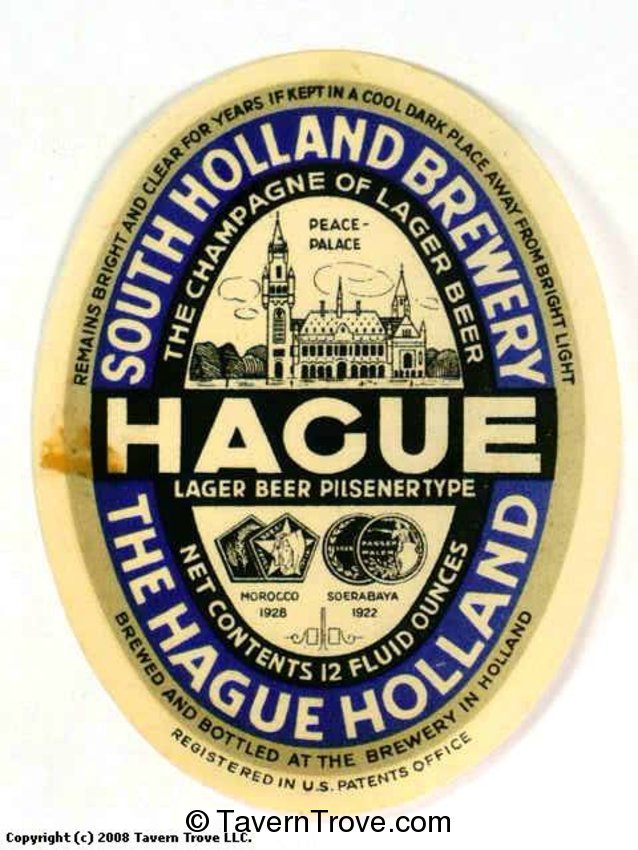 REMAINS BRIGHT AND CLEAR FOR YEARS IF KEPT IN A COOL DARK PLACE AWAY FROM BRIGHT LIGHT
SOUTH HOLLAND BREWERY
THE CHAMPAGNE OF LAGER BEER
PEACE-
PALACE
HAGUE
LAGER BEER PILSENER TYPE
MOROCCO
1928
SOERABAYA
1922
NET CONTENTS 12 FLUID OUNCES
THE HAGUE HOLLAND
BREWED AND BOTTLED AT THE BREWERY IN HOLLAND
REGISTERED IN U.S. PATENTS OFFICE
© TavernTrove.com
Copyright (c) 2008 Tavern Trove LLC.